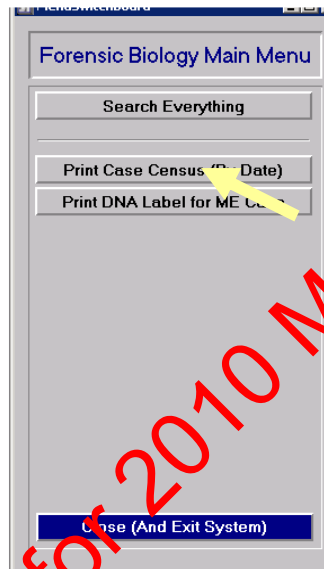 Forensic Biology Main Menu
Search Everything
Print Case Census (By Date)
Print DNA Label for ME Case
Close (And Exit System)
for 2010 M